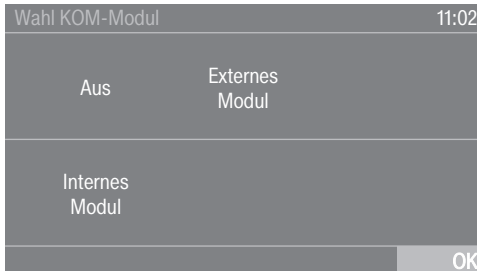 Wahl KOM-Modul 11:02
Aus
Externes
Modul
Internes
Modul
OK